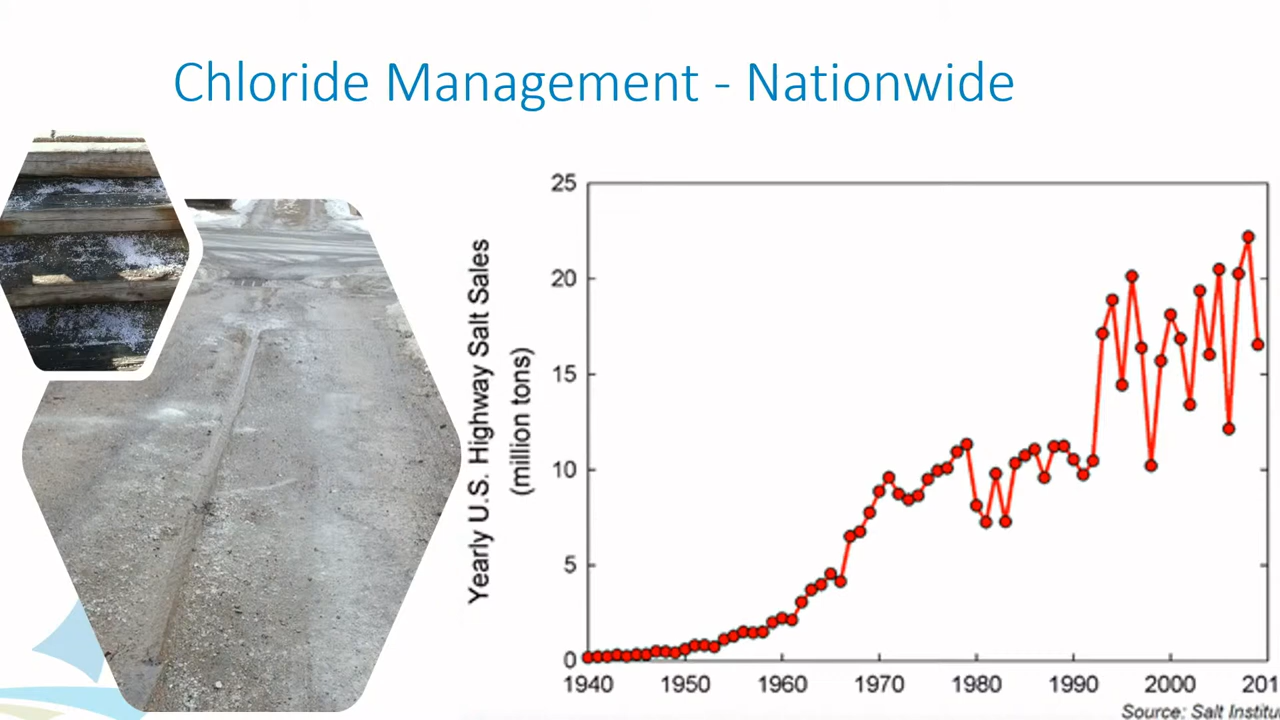 Chloride Management - Nationwide
Yearly U.S. Highway Salt Sales
(million tons)
25
20
15
10
5
0
1940 1950 1960 1970 1980 1990 2000 201
Source: Salt Institu